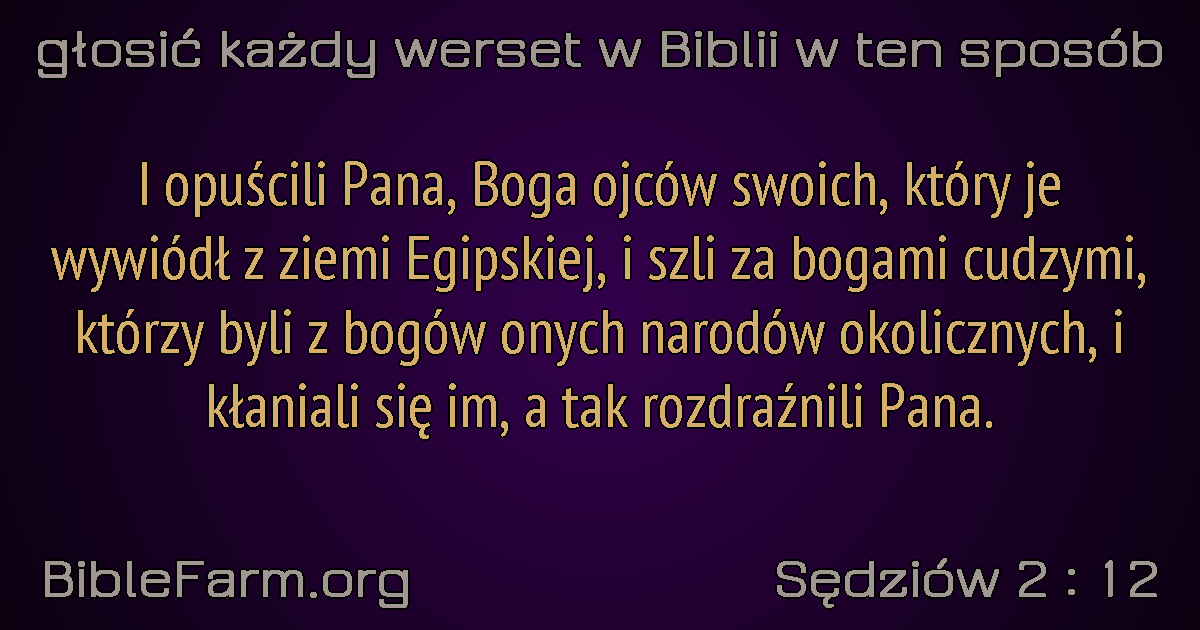 głosić każdy werset w Biblii w ten sposób
I opuścili Pana, Boga ojców swoich, który je
wywiódł z ziemi Egipskiej, i szli za bogami cudzymi,
którzy byli z bogów onych narodów okolicznych, i
kłaniali się im, a tak rozdraźnili Pana.
BibleFarm.org
Sędziów 2 : 12